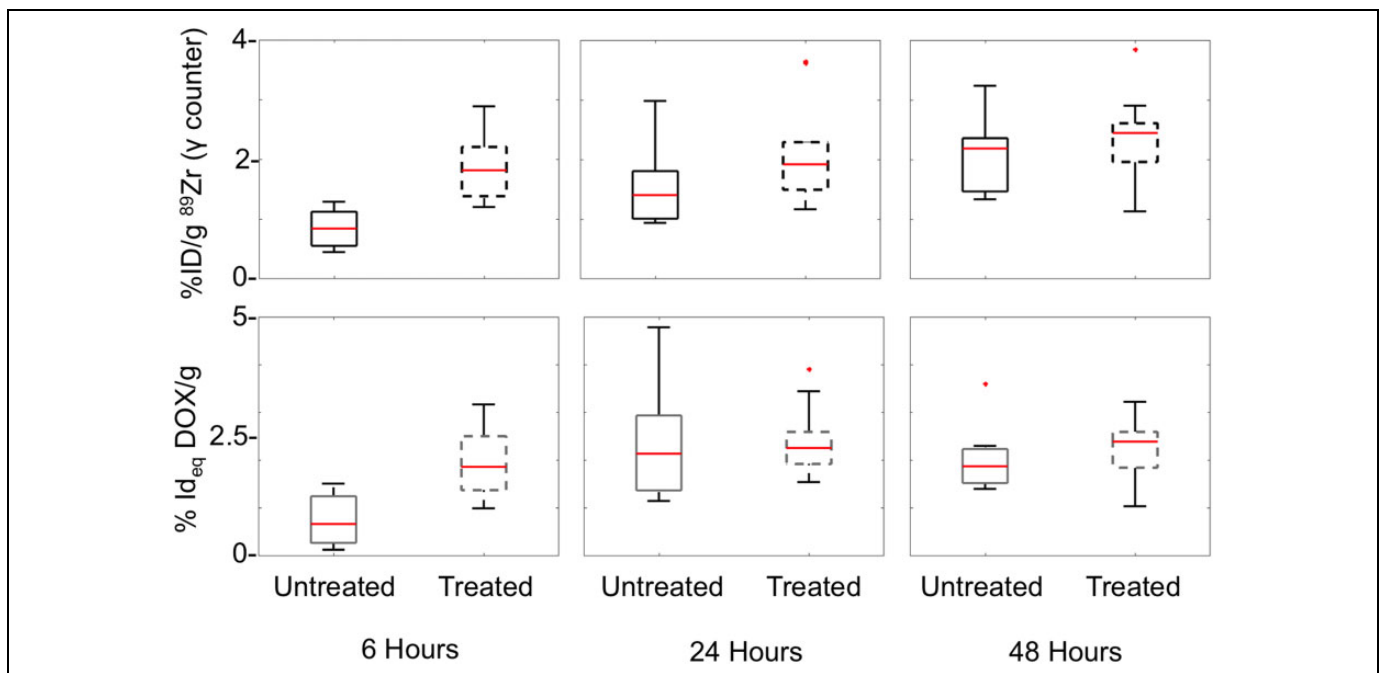 %ID/g ⁸⁹Zr (γ counter)
4-
2-
0-
% Id_eq DOX/g
5-
2.5-
0-
Untreated Treated Untreated Treated Untreated Treated
6 Hours 24 Hours 48 Hours